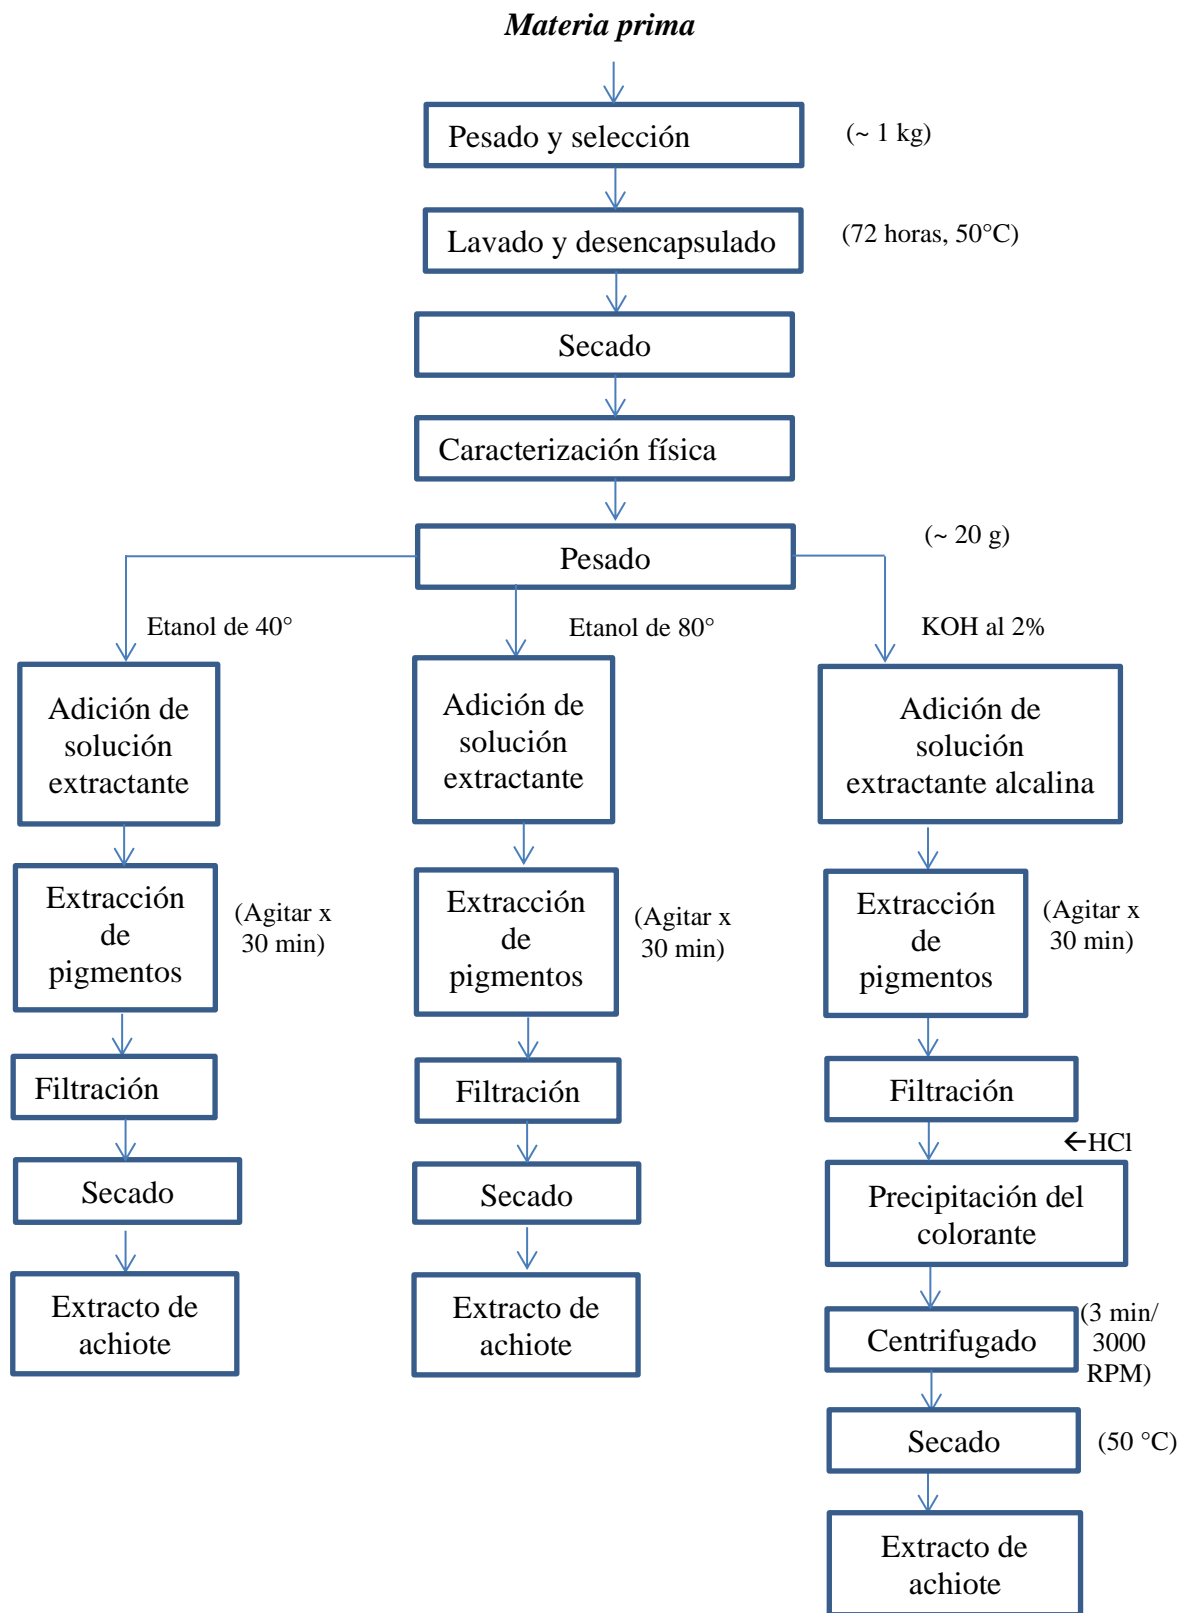 Materia prima
Pesado y selección
(~ 1 kg)
Lavado y desencapsulado
(72 horas, 50°C)
Secado
Caracterización física
Pesado
(~ 20 g)
Etanol de 40°
Adición de
solución
extractante
Extracción
de
pigmentos
(Agitar x
30 min)
Filtración
Secado
Extracto de
achiote
Etanol de 80°
Adición de
solución
extractante
Extracción
de
pigmentos
(Agitar x
30 min)
Filtración
Secado
Extracto de
achiote
KOH al 2%
Adición de
solución
extractante alcalina
Extracción
de
pigmentos
(Agitar x
30 min)
Filtración
←HCl
Precipitación del
colorante
Centrifugado
(3 min/
3000
RPM)
Secado
(50 °C)
Extracto de
achiote